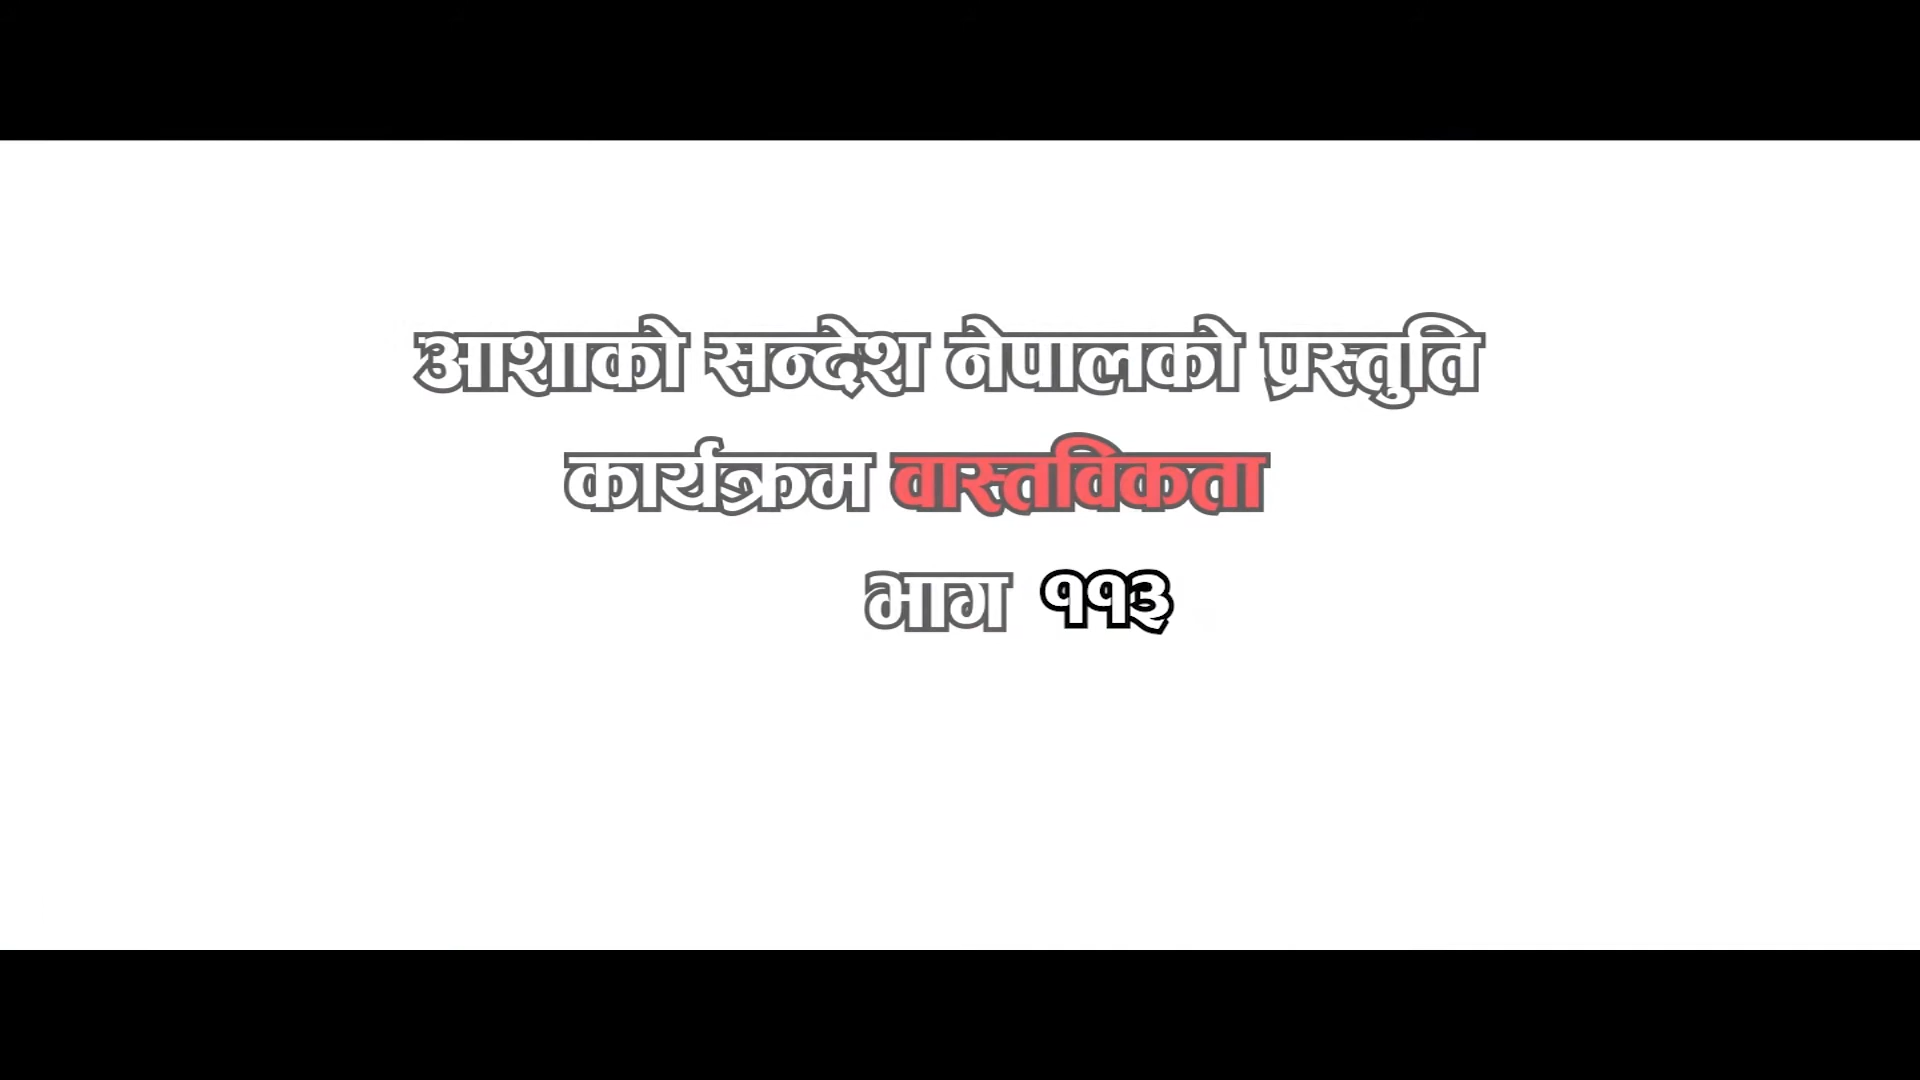 आशाको सन्देश नेपालको प्रस्तुति
कार्यक्रम वास्तविकता
भाग ११३